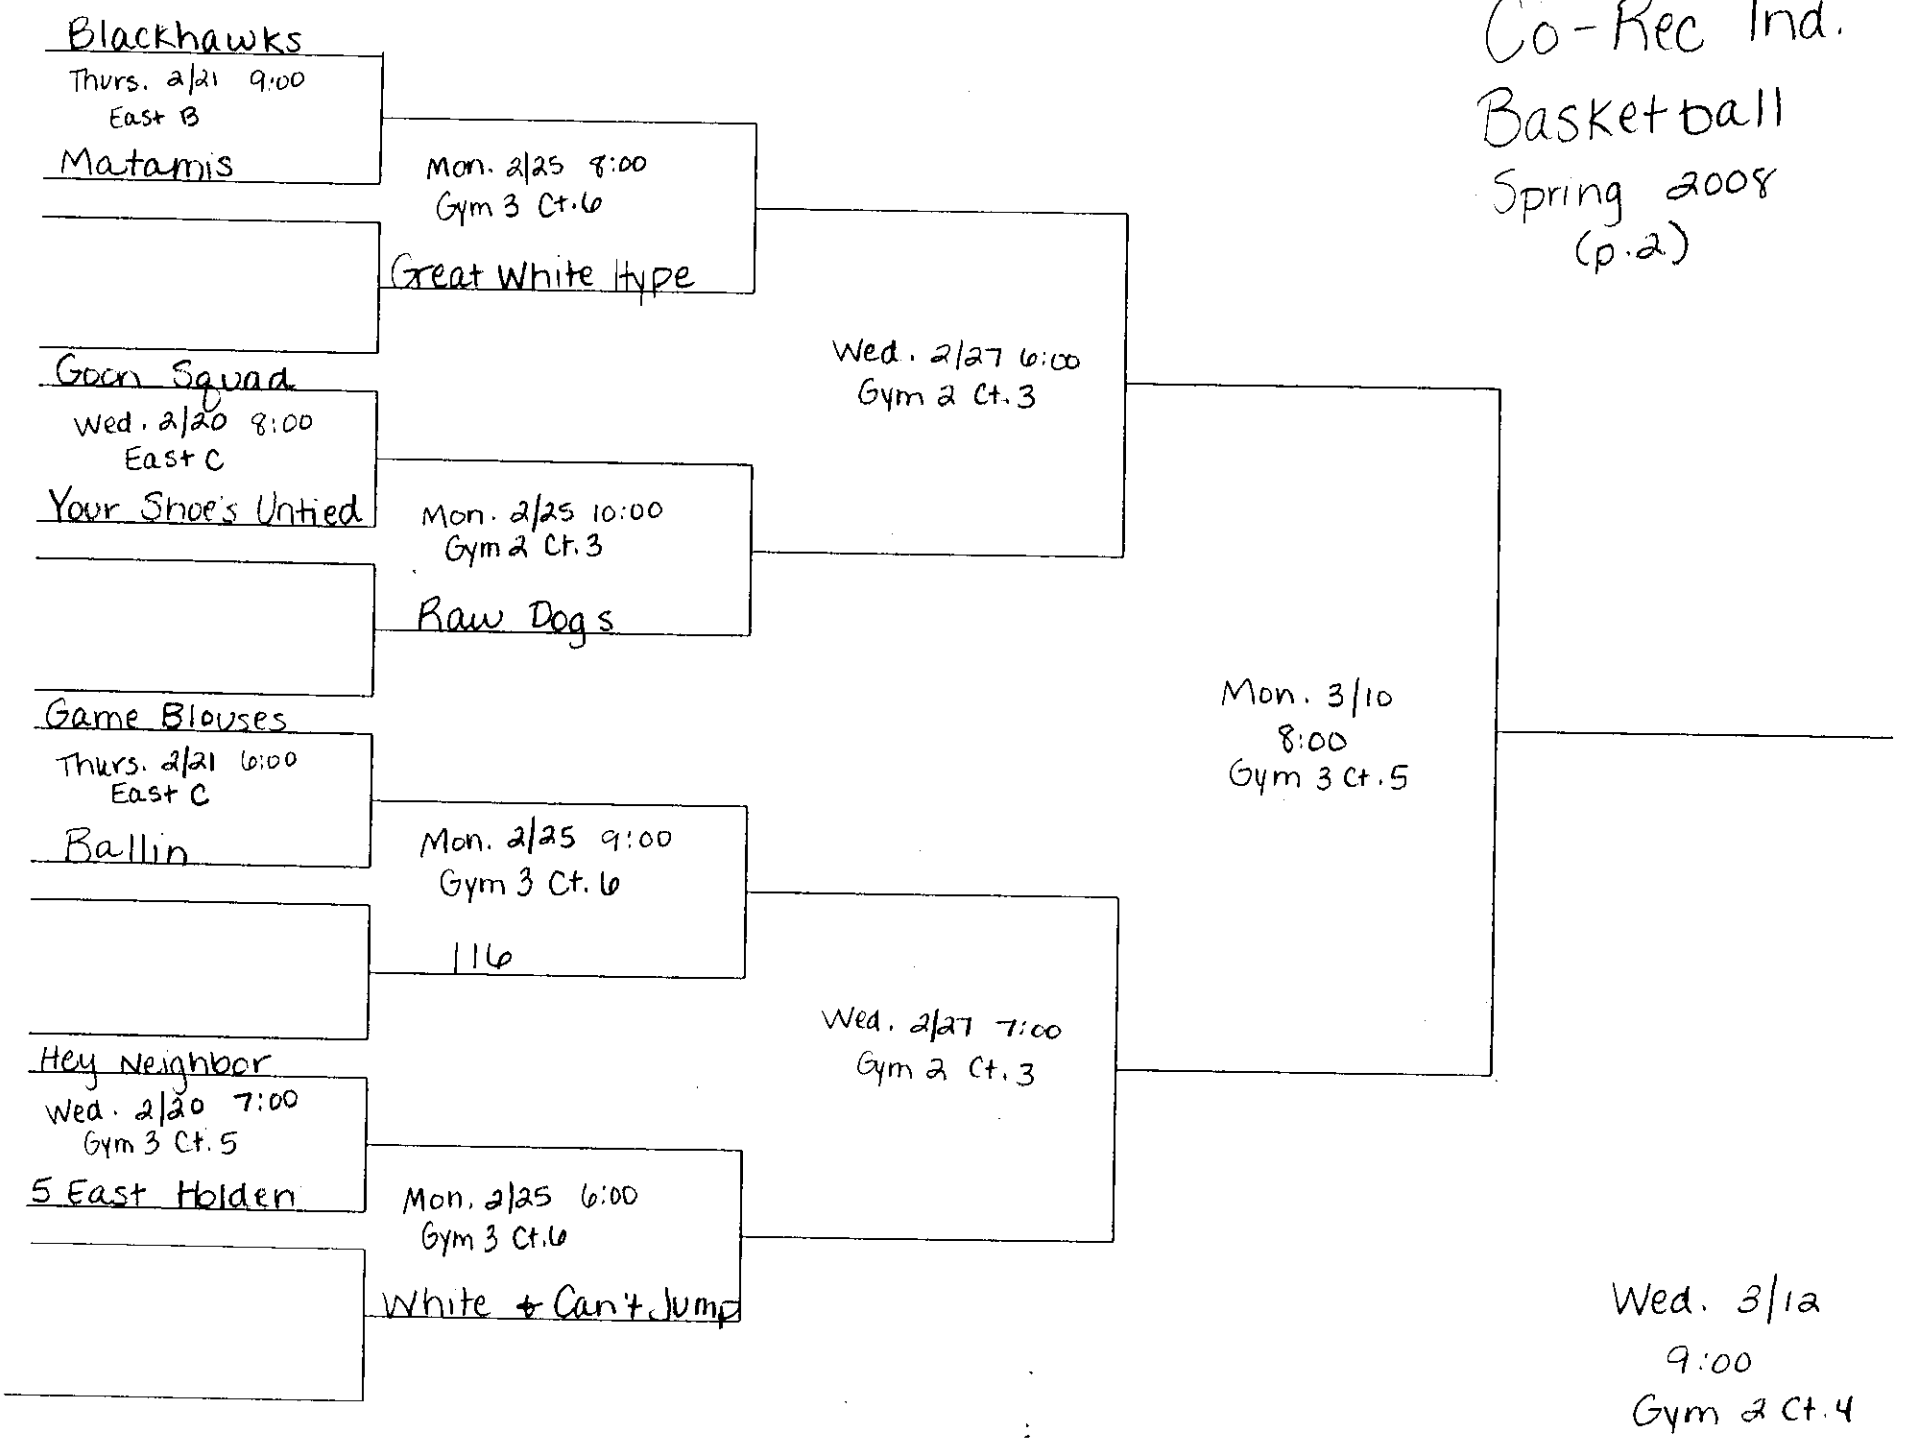 Co-Rec Ind.
Basketball
Spring 2008
(p.2)
Blackhawks
Thurs. 2/21 9:00
East B
Matamis
Mon. 2/25 8:00
Gym 3 Ct.6
Great White Hype
Goon Squad
Wed. 2/20 8:00
East C
Your Shoe's Untied
Mon. 2/25 10:00
Gym 2 Ct.3
Raw Dogs
Wed. 2/27 6:00
Gym 2 Ct.3
Game Blouses
Thurs. 2/21 6:00
East C
Ballin
Mon. 2/25 9:00
Gym 3 Ct.6
116
Hey Neighbor
Wed. 2/20 7:00
Gym 3 Ct.5
5 East Holden
Mon. 2/25 6:00
Gym 3 Ct.6
White & Can't Jump
Wed. 2/27 7:00
Gym 2 Ct.3
Mon. 3/10
8:00
Gym 3 Ct.5
Wed. 3/12
9:00
Gym 2 Ct.4